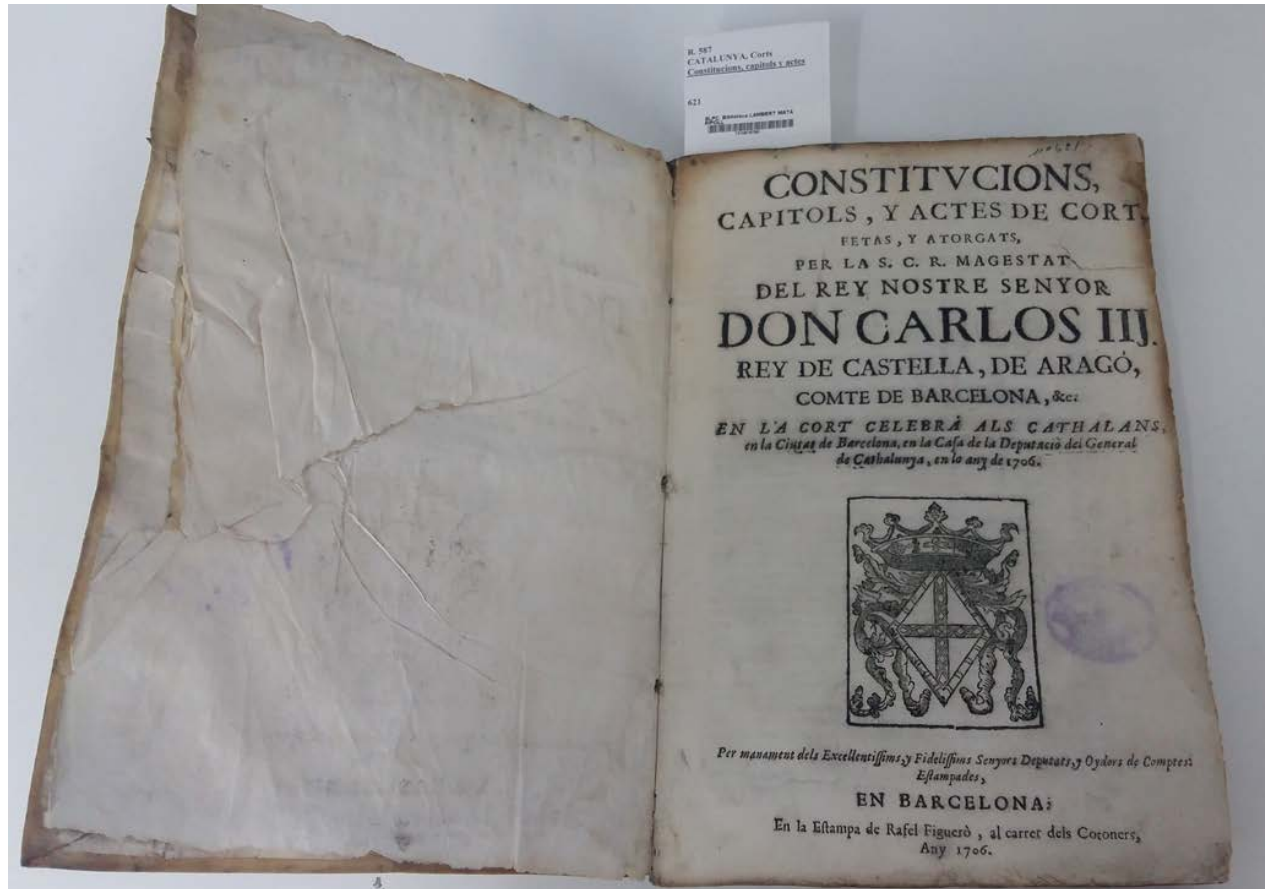 R. 587
CATALUNYA. Corts
Constitucions, capitols y actes
621
Biblioteca LAMBERT MATA
CONSTITVCIONS,
CAPITOLS, Y ACTES DE CORT,
FETAS, Y ATORGATS,
PER LA S. C. R. MAGESTAT
DEL REY NOSTRE SENYOR
DON CARLOS IIJ.
REY DE CASTELLA, DE ARAGÓ,
COMTE DE BARCELONA, &c.
EN LA CORT CELEBRÀ ALS CATHALANS,
en la Ciutat de Barcelona, en la Casa de la Deputació del General
de Cathalunya, en lo any de 1706.
Per manament dels Excellentissims, y Fidelissims Senyors Deputats, y Oydors de Comptes:
Estampades,
EN BARCELONA:
En la Estampa de Rafel Figuerò, al carrer dels Cotoners,
Any 1706.